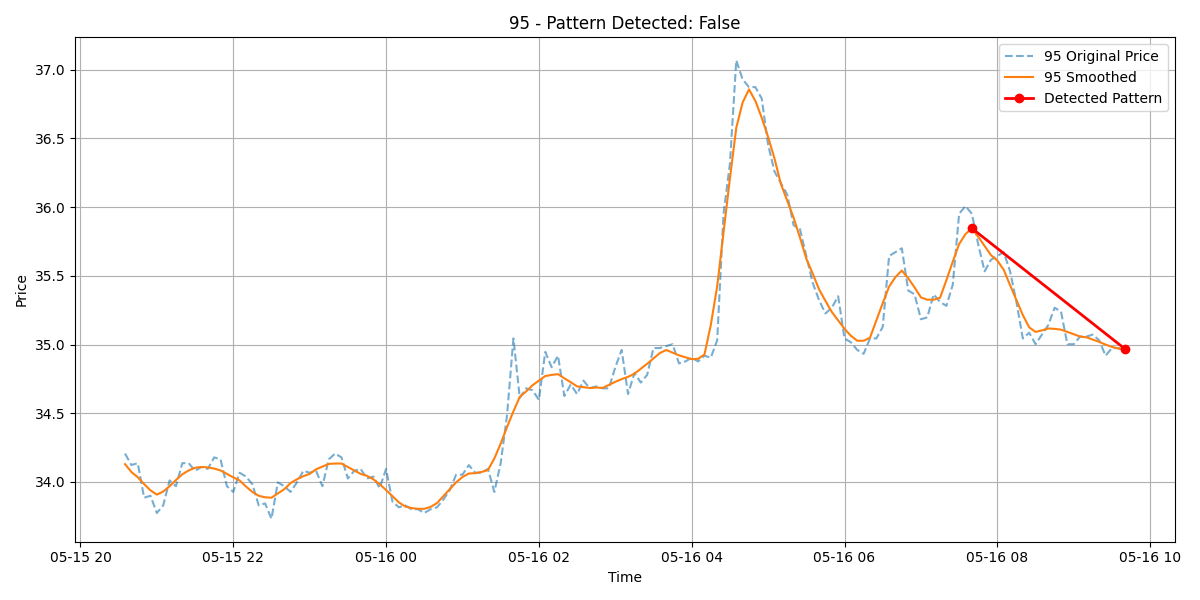 95 - Pattern Detected: False
95 Original Price
95 Smoothed
Detected Pattern
Price
37.0
36.5
36.0
35.5
35.0
34.5
34.0
05-15 20 05-15 22 05-16 00 05-16 02 05-16 04 05-16 06 05-16 08 05-16 10
Time